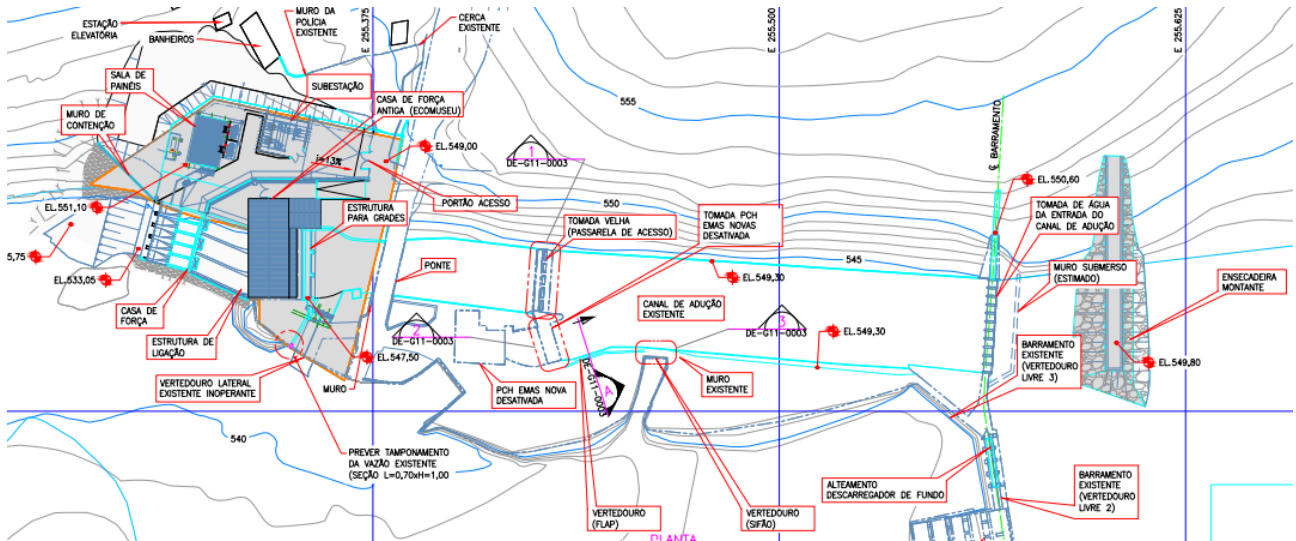 ESTAÇÃO
ELEVATÓRIA
BANHEIROS
MURO DA
POLÍCIA
EXISTENTE
CERCA
EXISTENTE
E 255.375
E 255.500
E 255.625
SALA DE
PAINÉIS
SUBESTAÇÃO
CASA DE FORÇA
ANTIGA (ECOMUSEU)
MURO DE
CONTENÇÃO
i=13%
EL.549,00
1
DE-G11-0003
555
℄ BARRAMENTO
EL.550,60
PORTÃO ACESSO
ESTRUTURA
PARA GRADES
550
TOMADA VELHA
(PASSARELA DE ACESSO)
TOMADA PCH
EMAS NOVAS
DESATIVADA
TOMADA DE ÁGUA
DA ENTRADA DO
CANAL DE ADUÇÃO
EL.551,10
5,75
EL.533,05
PONTE
EL.549,30
545
MURO SUBMERSO
(ESTIMADO)
ENSECADEIRA
MONTANTE
CASA DE
FORÇA
CANAL DE ADUÇÃO
EXISTENTE
2
DE-G11-0003
3
DE-G11-0003
EL.549,30
ESTRUTURA DE
LIGAÇÃO
EL.547,50
BARRAMENTO
EXISTENTE
(VERTEDOURO
LIVRE 3)
EL.549,80
VERTEDOURO LATERAL
EXISTENTE INOPERANTE
MURO
PCH EMAS NOVA
DESATIVADA
A
DE-G11-0003
MURO
EXISTENTE
540
PREVER TAMPONAMENTO
DA VAZÃO EXISTENTE
(SEÇÃO L=0,70xH=1,00
VERTEDOURO
(FLAP)
VERTEDOURO
(SIFÃO)
ALTEAMENTO
DESCARREGADOR DE FUNDO
BARRAMENTO
EXISTENTE
(VERTEDOURO
LIVRE 2)
PLANTA